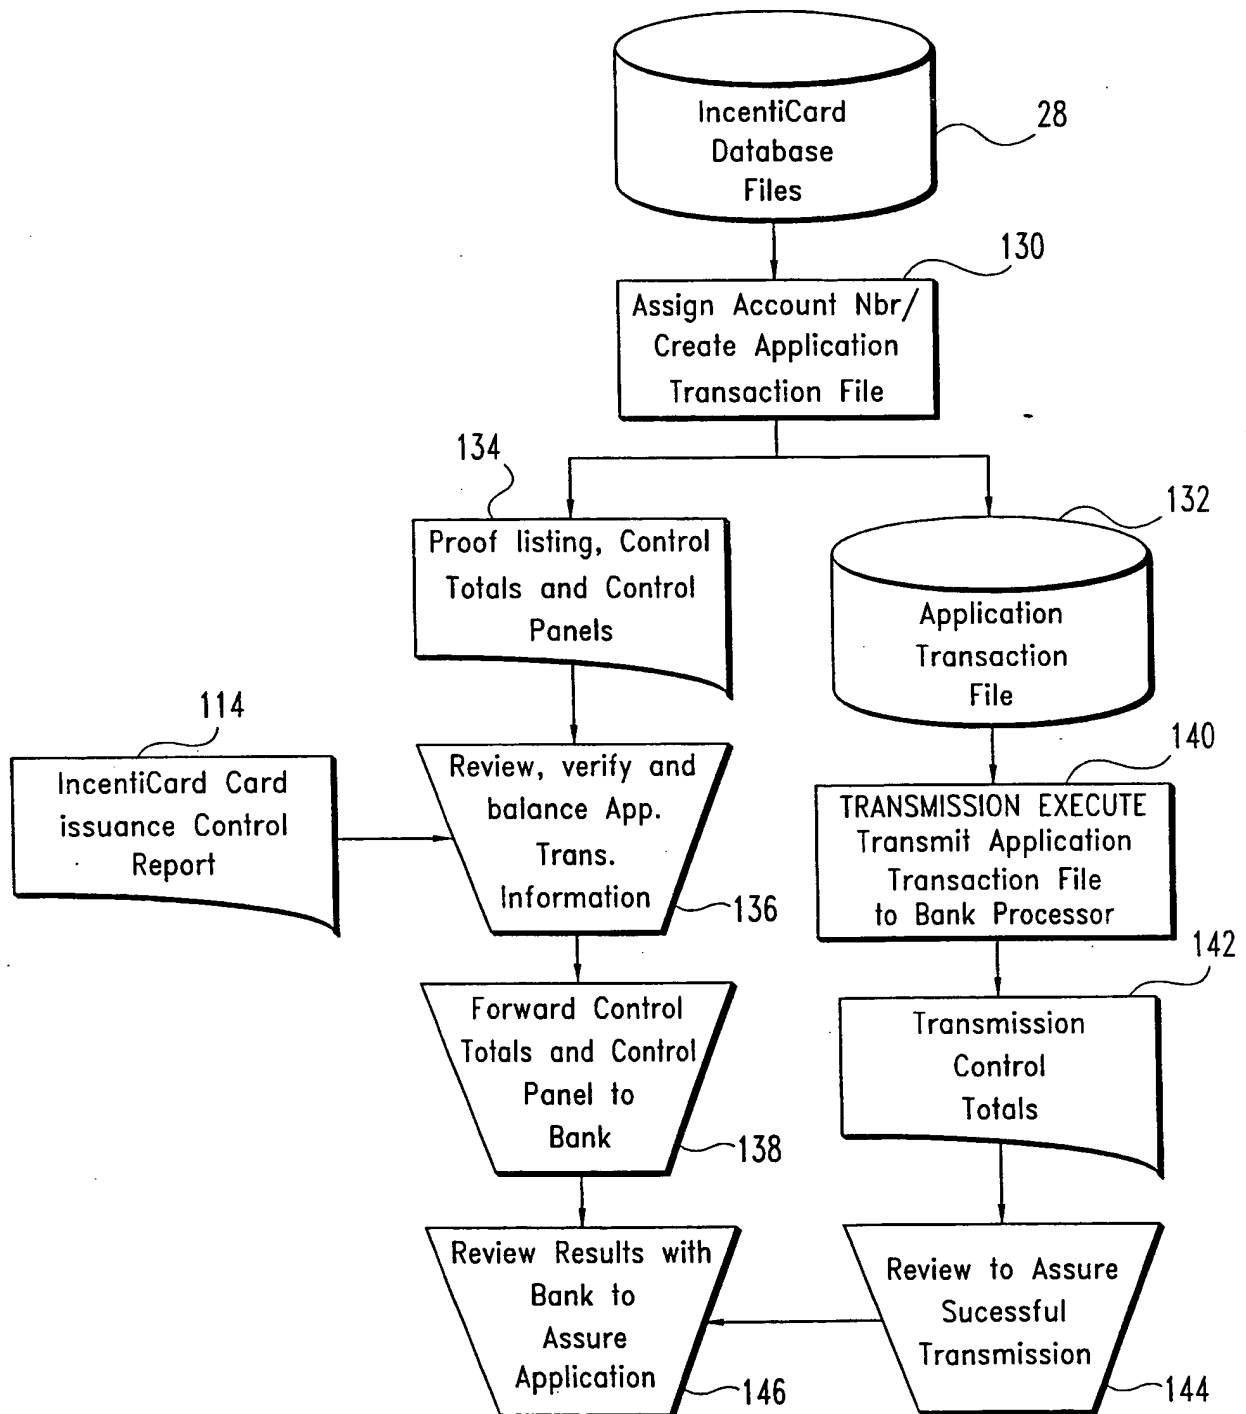 IncentiCard
Database
Files
28
130
Assign Account Nbr/
Create Application
Transaction File
134
Proof listing, Control
Totals and Control
Panels
132
Application
Transaction
File
114
IncentiCard Card
issuance Control
Report
Review, verify and
balance App.
Trans.
Information
136
140
TRANSMISSION EXECUTE
Transmit Application
Transaction File
to Bank Processor
142
Forward Control
Totals and Control
Panel to
Bank
138
Transmission
Control
Totals
Review Results with
Bank to
Assure
Application
146
Review to Assure
Sucessful
Transmission
144